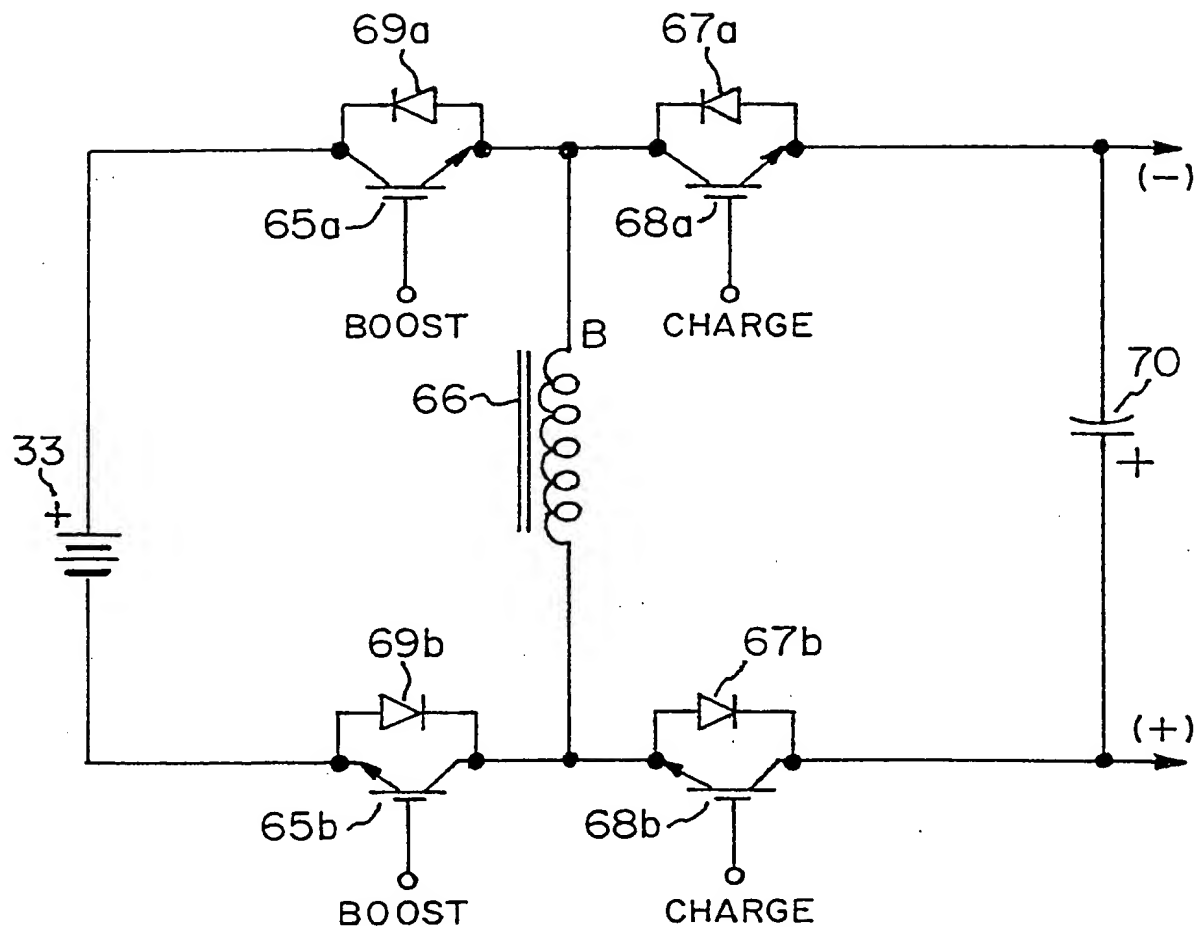 69a
67a
65a
68a
(-)
BOOST
CHARGE
B
66
70
+
33
+
69b
67b
(+)
65b
68b
BOOST
CHARGE